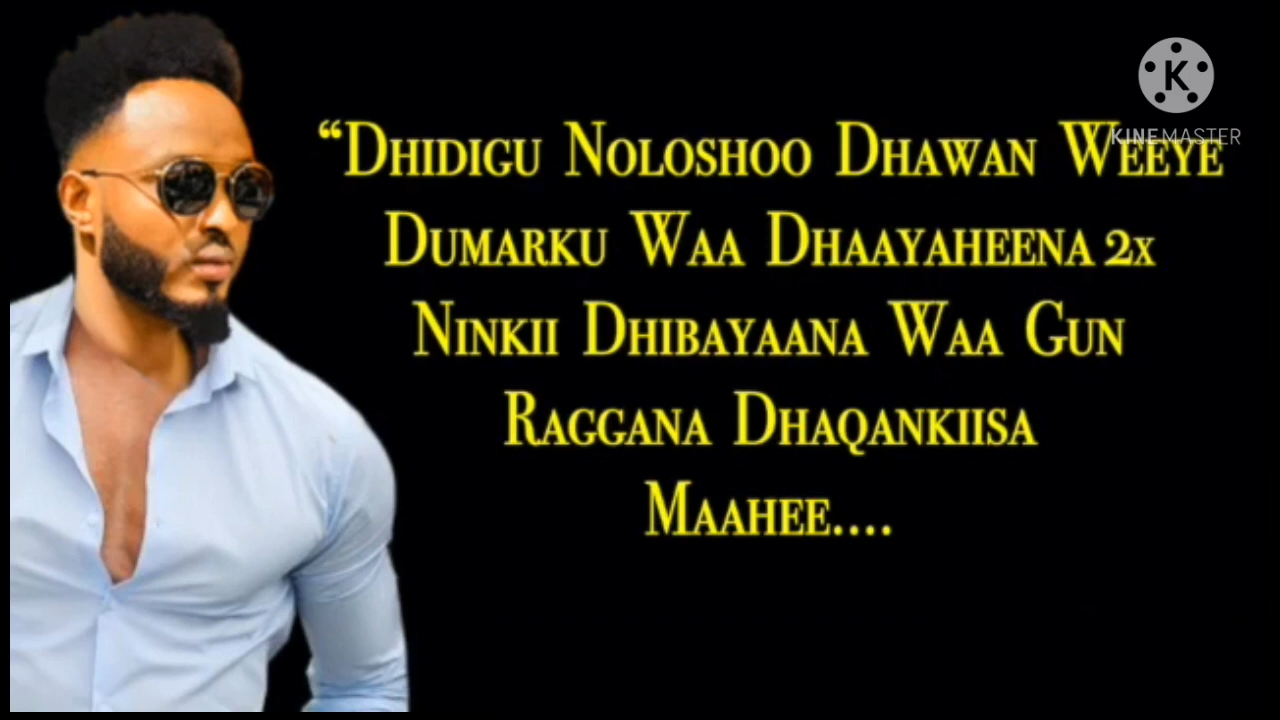 K
KINEMASTER
“Dhidigu Noloshoo Dhawan Weeye
Dumarku Waa Dhaayaheena 2x
Ninkii Dhibayaana Waa Gun
Raggana Dhaqankiisa
Maahee....